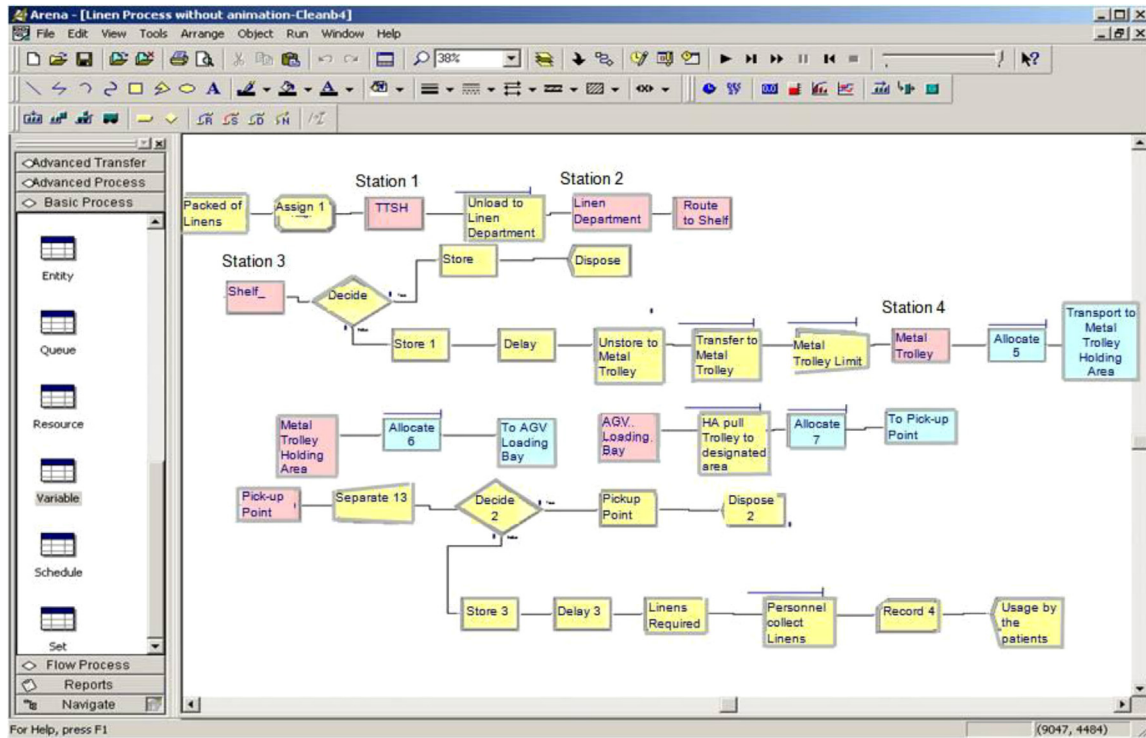 Arena - [Linen Process without animation-Cleanb4]
File Edit View Tools Arrange Object Run Window Help
38%
Advanced Transfer
Advanced Process
Basic Process
Entity
Queue
Resource
Variable
Schedule
Set
Flow Process
Reports
Navigate
Station 1
Station 2
Packed of
Linens
Assign 1
TTSH
Unload to
Linen
Department
Linen
Department
Route
to Shelf
Station 3
Store
Dispose
Shelf_
Decide
Station 4
Store 1
Delay
Unstore to
Metal
Trolley
Transfer to
Metal
Trolley
Metal
Trolley Limit
Metal
Trolley
Allocate
5
Transport to
Metal
Trolley
Holding
Area
Metal
Trolley
Holding
Area
Allocate
6
To AGV
Loading
Bay
AGV..
Loading.
Bay
HA pull
Trolley to
designated
area
Allocate
7
To Pick-up
Point
Pick-up
Point
Separate 13
Decide
2
Pickup
Point
Dispose
2
Store 3
Delay 3
Linens
Required
Personnel
collect
Linens
Record 4
Usage by
the
patients
For Help, press F1
(9047, 4484)